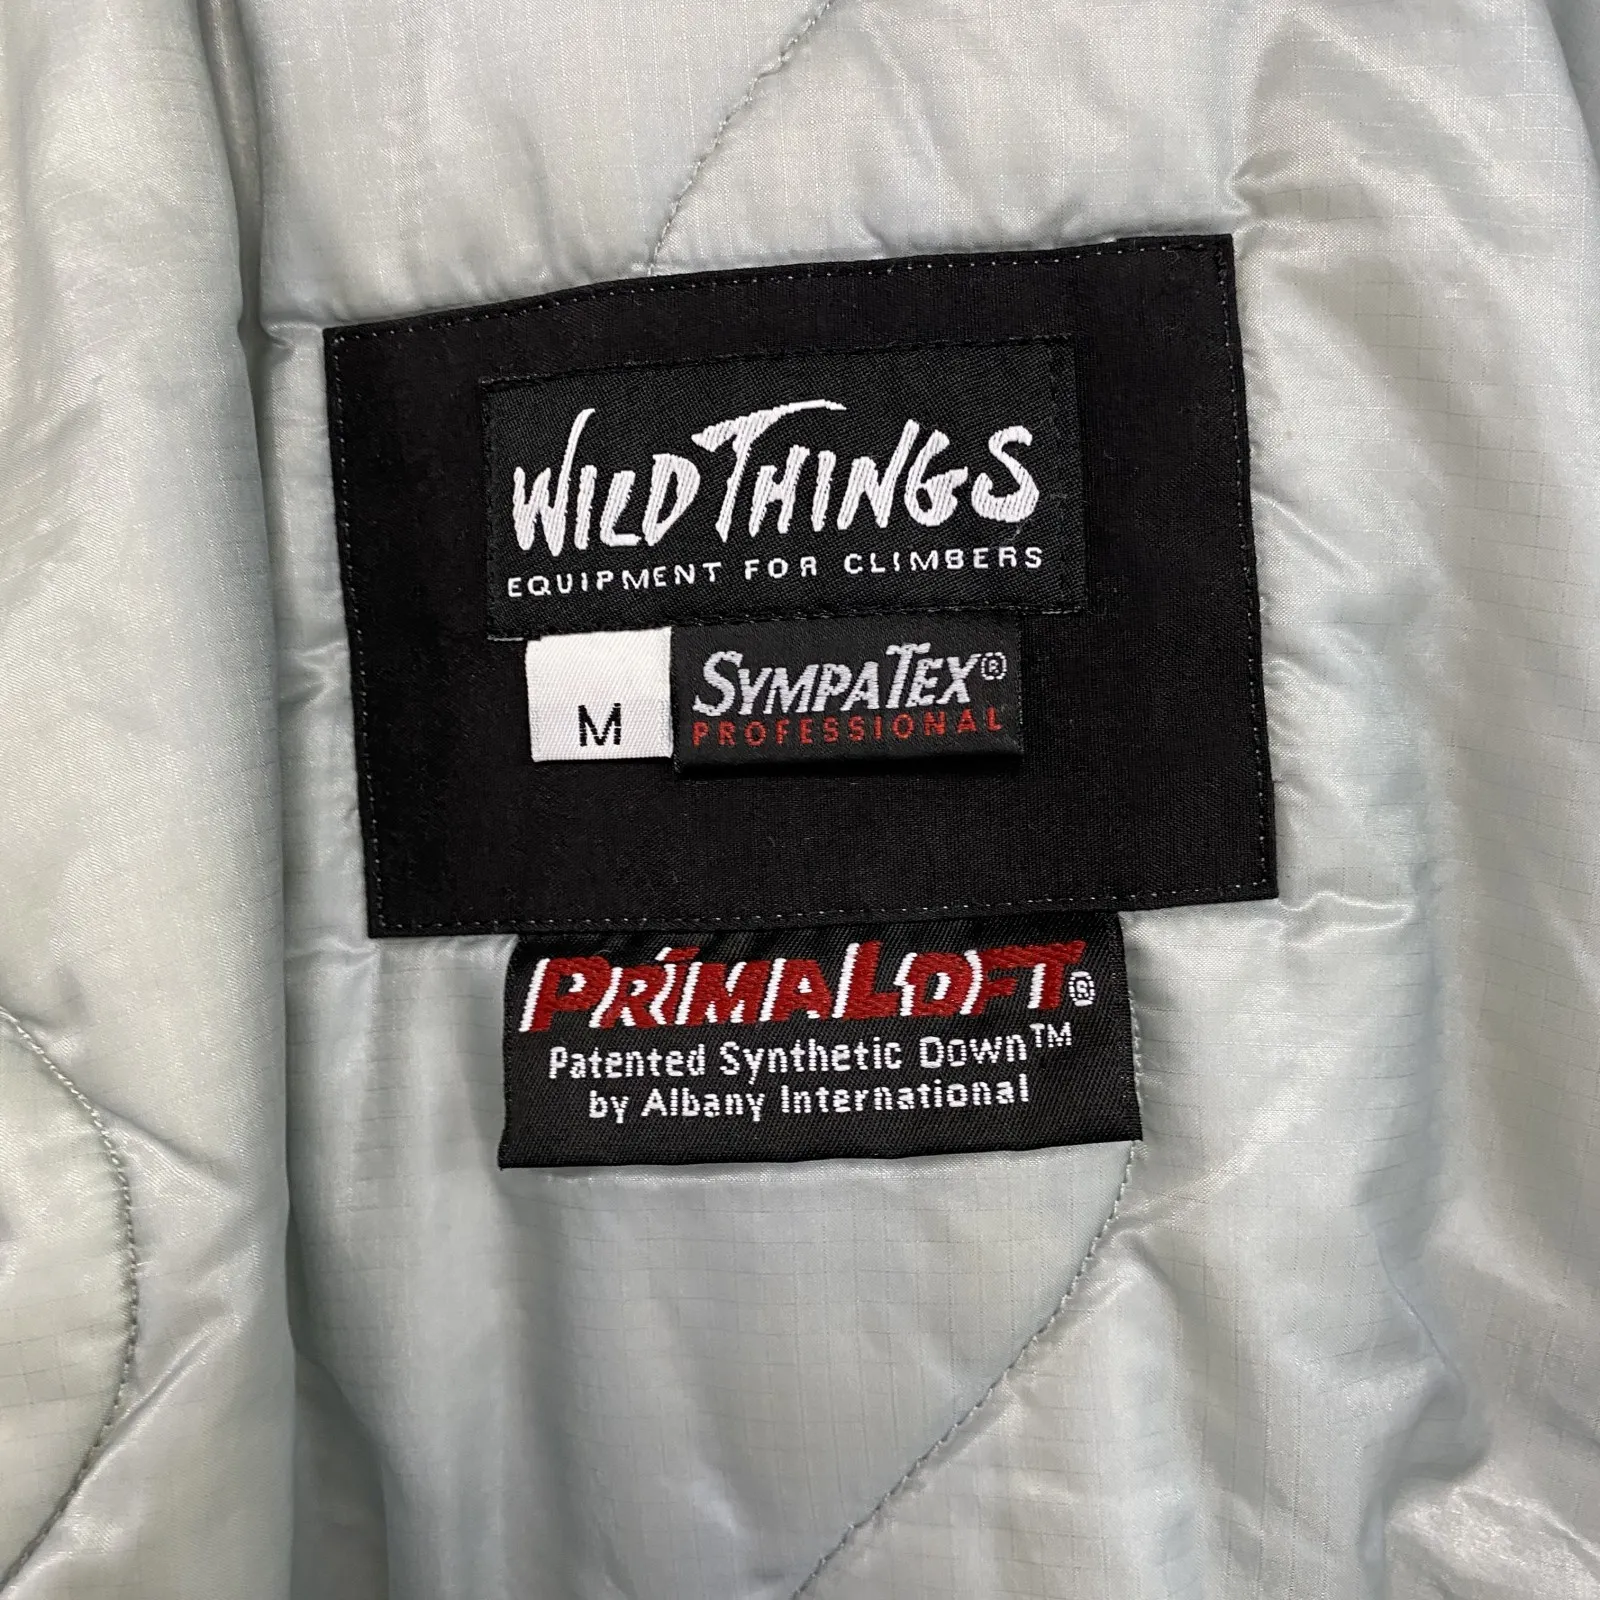 WILD THINGS
EQUIPMENT FOR CLIMBERS
M
SYMPATEX®
PROFESSIONAL
PRIMALOFT®
Patented Synthetic Down™
by Albany International